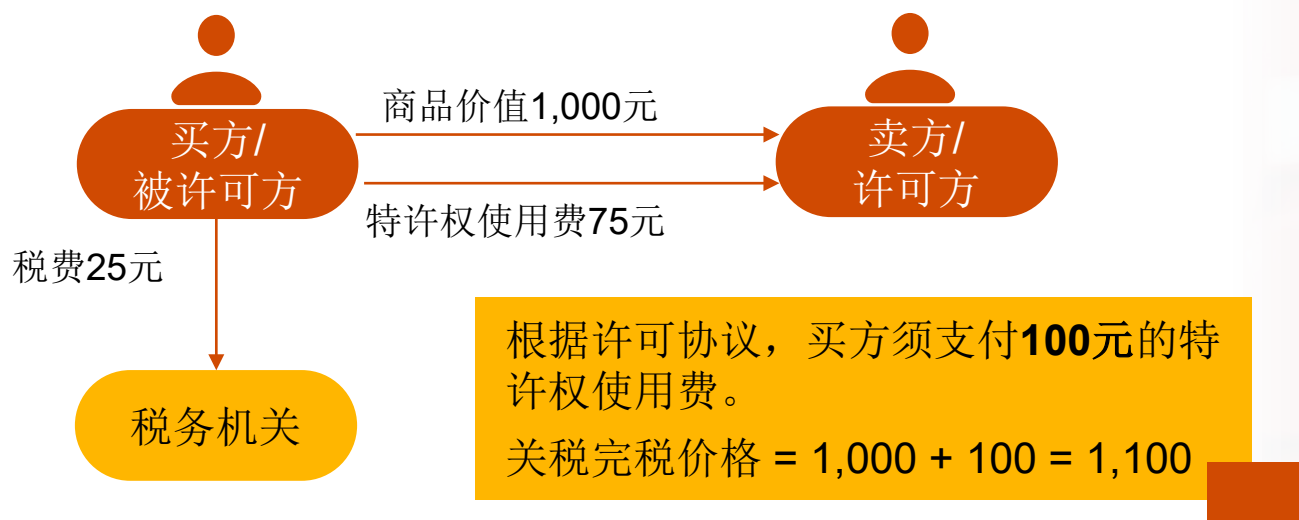 商品价值1,000元
买方/
被许可方
卖方/
许可方
特许权使用费75元
税费25元
根据许可协议，买方须支付100元的特
许权使用费。
关税完税价格 = 1,000 + 100 = 1,100
税务机关